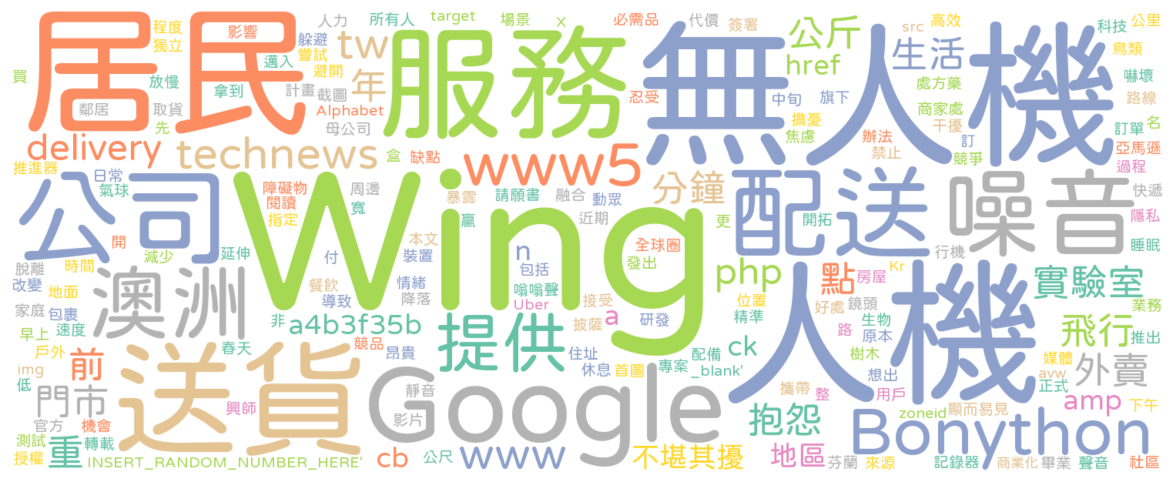 居民
服務
無人機
Wing
人機
公司
配送
噪音
澳洲
送貨
提供
Google
Bonython
technews
delivery
www5
tw
年
公斤
href
生活
分鐘
php
點
實驗室
飛行
外賣
門市
前
重
a4b3f35b
ck
抱怨
amp
地區
不堪其擾
www
cb
n
a
程度
獨立
影響
人力
躲避
嘗試
避開
邁入
所有人
target
場景
x
必需品
代價
簽署
src
高效
科技
公里
鳥類
嚇壞
路線
處方藥
商家處
干擾
名
訂單
亞馬遜
買
放慢
拿到
計畫
截圖
Alphabet
母公司
鄰居
取貨
先
忍受
中旬
旗下
擔憂
焦慮
辦法
禁止
訂
競爭
過程
快遞
隱私
睡眠
推進器
日常
氣球
盒
缺點
障礙物
閱讀
指定
周邊
寬
暴露
贏
請願書
融合
近期
動眾
更
全球圈
發出
開拓
行機
開
減少
延伸
付
裝置
本文
包括
嗡嗡聲
脫離
改變
時間
家庭
包裹
地面
早上
速度
戶外
春天
非
餐飲
導致
情緒
降落
Uber
接受
披薩
研發
位置
精準
好處
鏡頭
房屋
Kr
路
生物
原本
樹木
業務
推出
媒體
avw
正式
下午
img
低
官方
機會
興師
競品
昂貴
靜音
影片
住址
休息
首圖
專案
配備
_blank'
攜帶
整
想出
用戶
zoneid
顯而易見
測試
授權
轉載
INSERT_RANDOM_NUMBER_HERE'
公尺
芬蘭
來源
記錄器
商業化
畢業
聲音
社區